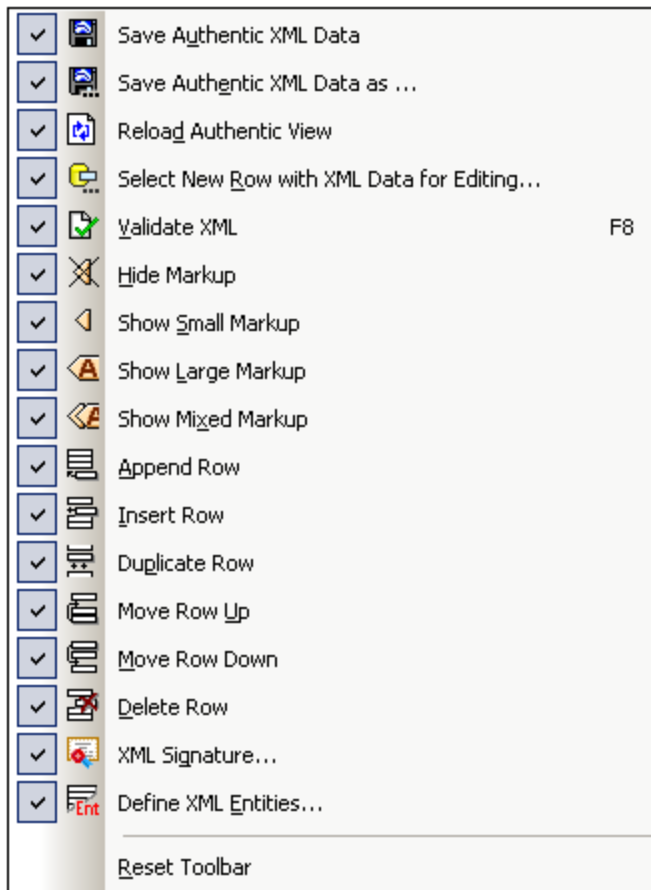 Save Authentic XML Data
Save Authentic XML Data as ...
Reload Authentic View
Select New Row with XML Data for Editing...
Validate XML F8
Hide Markup
Show Small Markup
Show Large Markup
Show Mixed Markup
Append Row
Insert Row
Duplicate Row
Move Row Up
Move Row Down
Delete Row
XML Signature...
Ent Define XML Entities...
Reset Toolbar